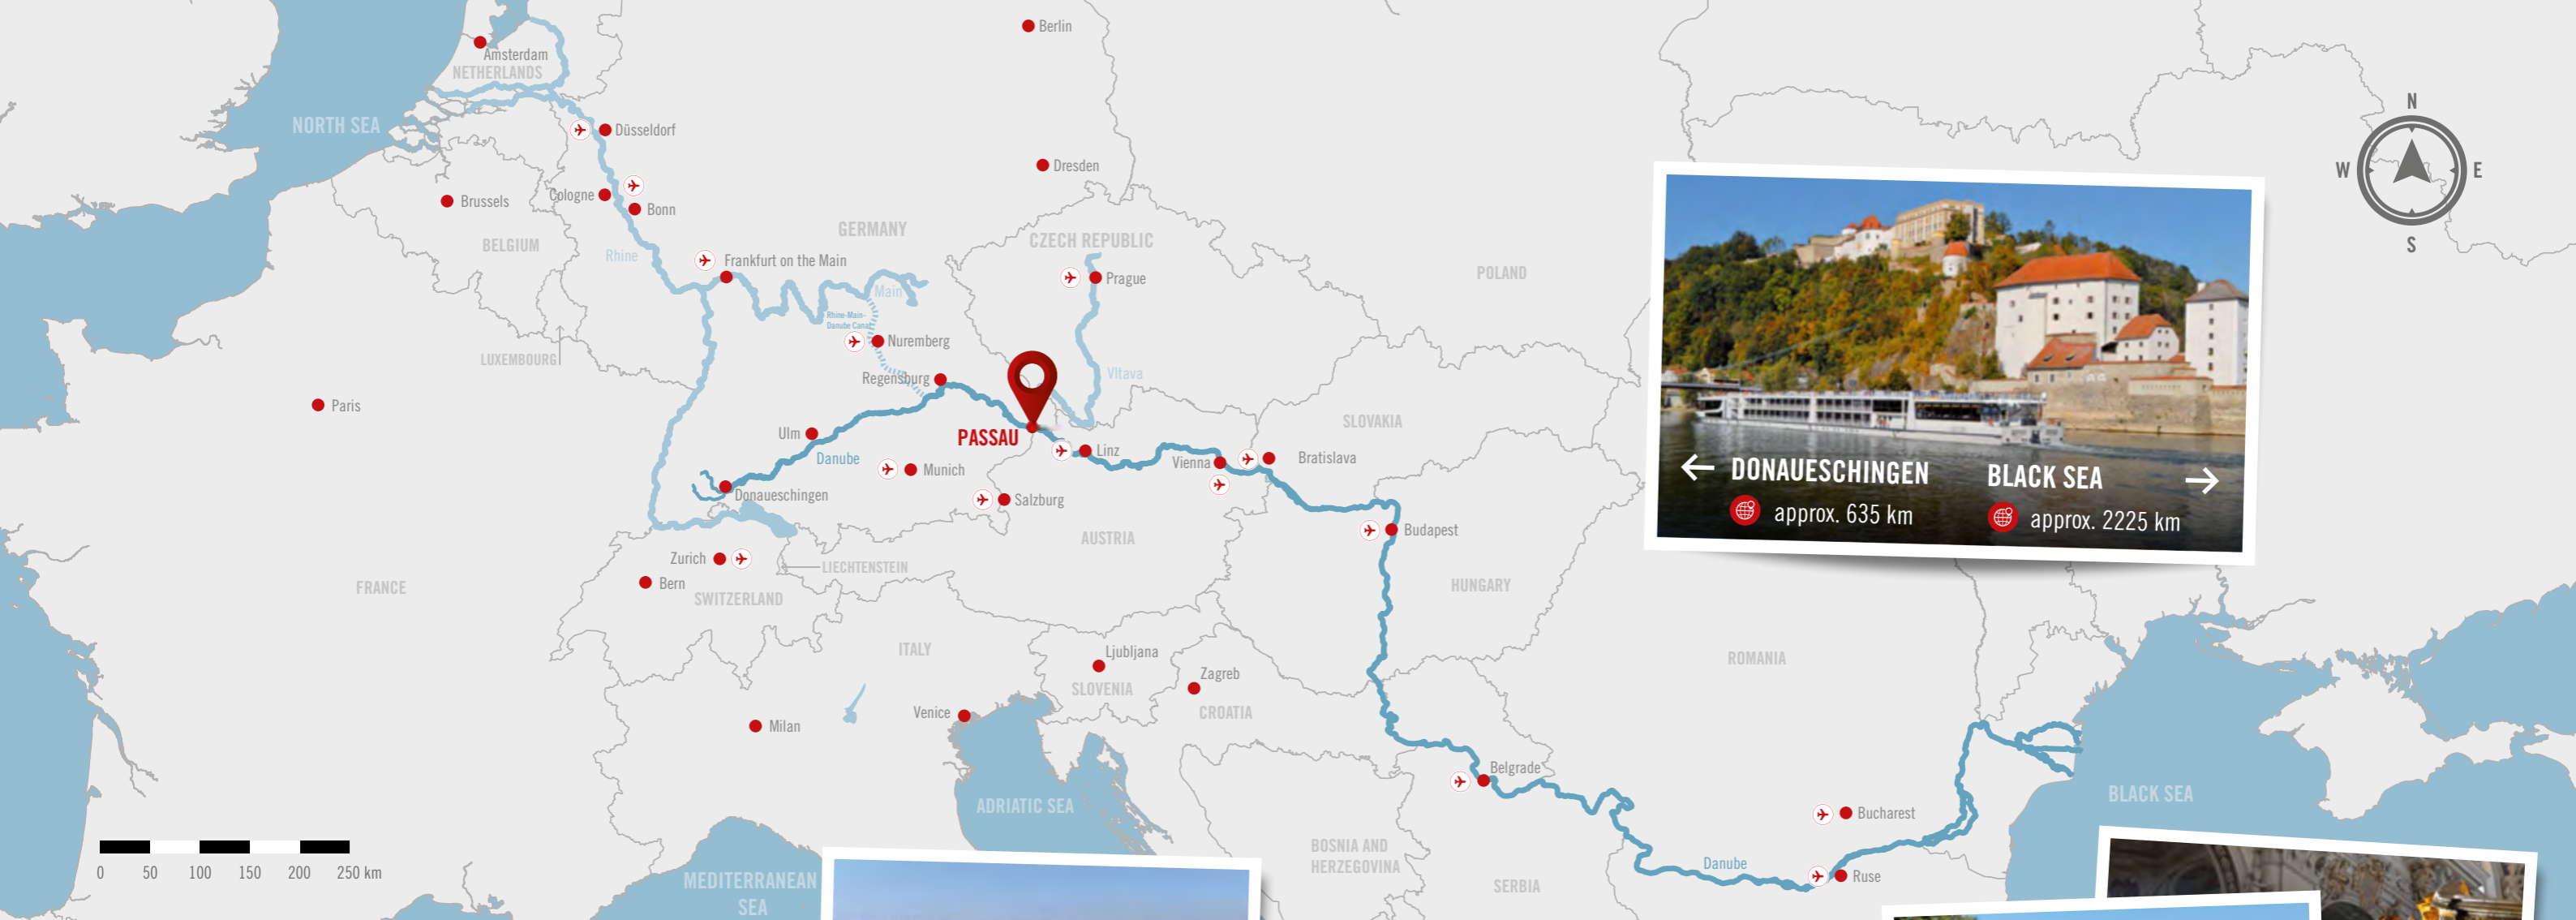 Berlin
Amsterdam
NETHERLANDS
N
NORTH SEA
Düsseldorf
W
E
Dresden
Cologne
Brussels
Bonn
GERMANY
CZECH REPUBLIC
BELGIUM
S
Rhine
Frankfurt on the Main
POLAND
Prague
Main
Rhine-Main-
Danube Canal
Nuremberg
LUXEMBOURG
Vltava
Regensburg
Paris
SLOVAKIA
Ulm
PASSAU
Linz
Danube
Vienna
Bratislava
Munich
← DONAUESCHINGEN
approx. 635 km
BLACK SEA →
approx. 2225 km
Donaueschingen
Salzburg
Budapest
AUSTRIA
Zurich
LIECHTENSTEIN
Bern
FRANCE
SWITZERLAND
HUNGARY
ITALY
Ljubljana
ROMANIA
Zagreb
SLOVENIA
Venice
CROATIA
Milan
Belgrade
BLACK SEA
ADRIATIC SEA
Bucharest
BOSNIA AND
HERZEGOVINA
Danube
0 50 100 150 200 250 km
Ruse
MEDITERRANEAN
SEA
SERBIA